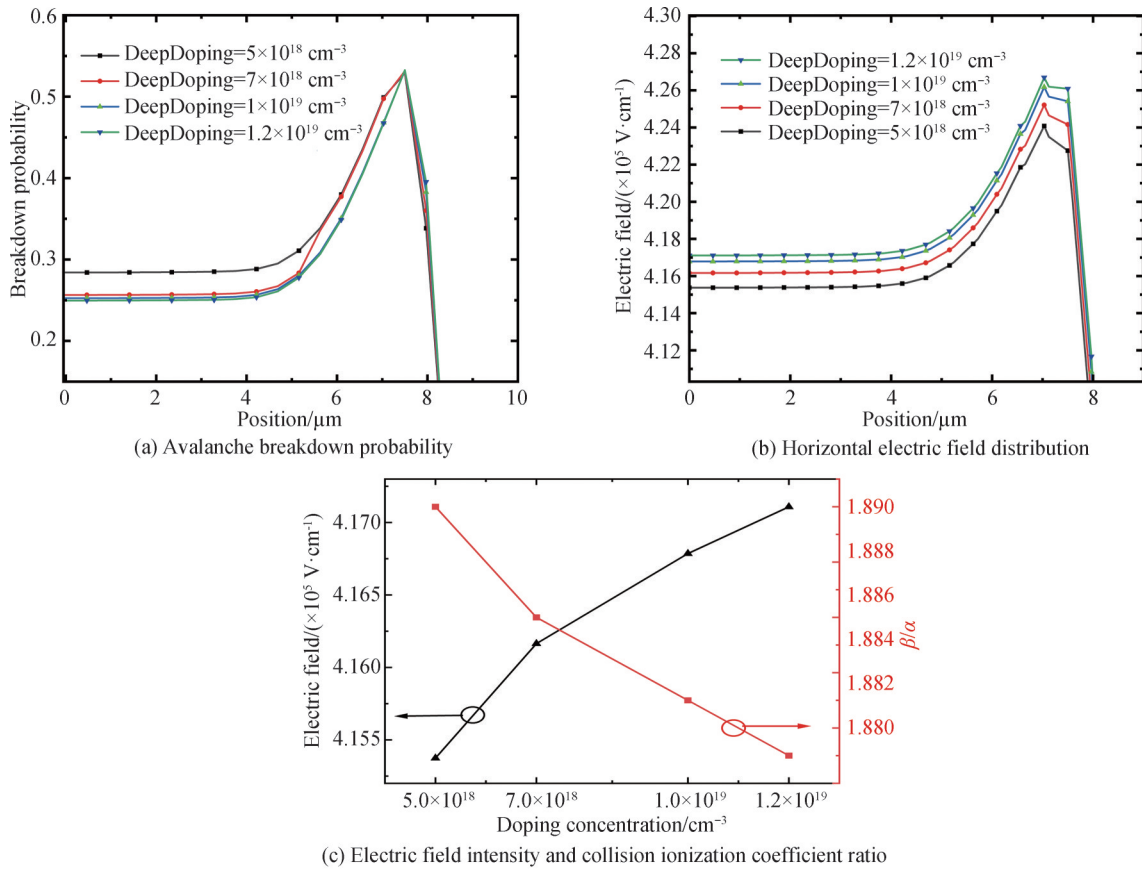 0.6
0.5
0.4
0.3
0.2
Breakdown probability
DeepDoping=5×10¹⁸ cm⁻³
DeepDoping=7×10¹⁸ cm⁻³
DeepDoping=1×10¹⁹ cm⁻³
DeepDoping=1.2×10¹⁹ cm⁻³
0 2 4 6 8 10
Position/μm
(a) Avalanche breakdown probability
4.30
4.28
4.26
4.24
4.22
4.20
4.18
4.16
4.14
4.12
Electric field/(×10⁵ V·cm⁻¹)
DeepDoping=1.2×10¹⁹ cm⁻³
DeepDoping=1×10¹⁹ cm⁻³
DeepDoping=7×10¹⁸ cm⁻³
DeepDoping=5×10¹⁸ cm⁻³
0 2 4 6 8
Position/μm
(b) Horizontal electric field distribution
4.170
4.165
4.160
4.155
Electric field/(×10⁵ V·cm⁻¹)
1.890
1.888
1.886
1.884
1.882
1.880
β/α
5.0×10¹⁸ 7.0×10¹⁸ 1.0×10¹⁹ 1.2×10¹⁹
Doping concentration/cm⁻³
(c) Electric field intensity and collision ionization coefficient ratio